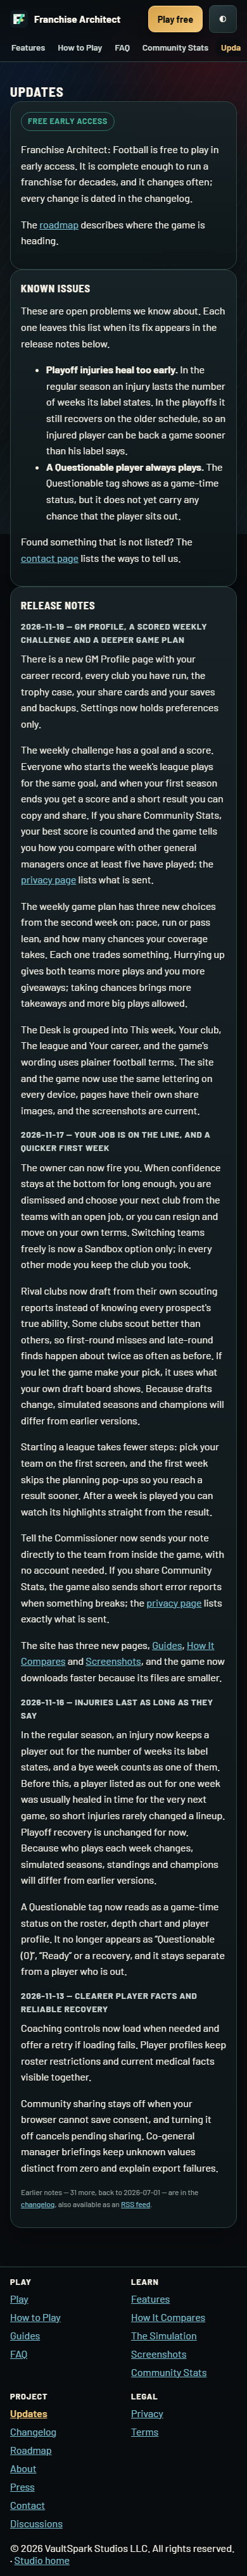 Franchise Architect
Play free
Features
How to Play
FAQ
Community Stats
Upda
UPDATES
FREE EARLY ACCESS
Franchise Architect: Football is free to play in
early access. It is complete enough to run a
franchise for decades, and it changes often;
every change is dated in the changelog.
The roadmap describes where the game is
heading.
KNOWN ISSUES
These are open problems we know about. Each
one leaves this list when its fix appears in the
release notes below.
• Playoff injuries heal too early. In the
regular season an injury lasts the number
of weeks its label states. In the playoffs it
still recovers on the older schedule, so an
injured player can be back a game sooner
than his label says.
• A Questionable player always plays. The
Questionable tag shows as a game-time
status, but it does not yet carry any
chance that the player sits out.
Found something that is not listed? The
contact page lists the ways to tell us.
RELEASE NOTES
2026-11-19 — GM PROFILE, A SCORED WEEKLY
CHALLENGE AND A DEEPER GAME PLAN
There is a new GM Profile page with your
career record, every club you have run, the
trophy case, your share cards and your saves
and backups. Settings now holds preferences
only.
The weekly challenge has a goal and a score.
Everyone who starts the week's league plays
for the same goal, and when your first season
ends you get a score and a short result you can
copy and share. If you share Community Stats,
your best score is counted and the game tells
you how you compare with other general
managers once at least five have played; the
privacy page lists what is sent.
The weekly game plan has three new choices
from the second week on: pace, run or pass
lean, and how many chances your coverage
takes. Each one trades something. Hurrying up
gives both teams more plays and more
giveaways; taking chances brings more
takeaways and more big plays allowed.
The Desk is grouped into This week, Your club,
The league and Your career, and the game's
wording uses plainer football terms. The site
and the game now use the same lettering on
every device, pages have their own share
images, and the screenshots are current.
2026-11-17 — YOUR JOB IS ON THE LINE, AND A
QUICKER FIRST WEEK
The owner can now fire you. When confidence
stays at the bottom for long enough, you are
dismissed and choose your next club from the
teams with an open job, or you can resign and
move on your own terms. Switching teams
freely is now a Sandbox option only; in every
other mode you keep the club you took.
Rival clubs now draft from their own scouting
reports instead of knowing every prospect's
true ability. Some clubs scout better than
others, so first-round misses and late-round
finds happen about twice as often as before. If
you let the game make your pick, it uses what
your own draft board shows. Because drafts
change, simulated seasons and champions will
differ from earlier versions.
Starting a league takes fewer steps: pick your
team on the first screen, and the first week
skips the planning popup so you reach a
result sooner. After a week is played you can
watch its highlights straight from the result.
Tell the Commissioner now sends your note
directly to the team from inside the game, with
no account needed. If you share Community
Stats, the game also sends short error reports
when something breaks; the privacy page lists
exactly what is sent.
The site has three new pages, Guides, How It
Compares and Screenshots, and the game now
downloads faster because its files are smaller.
2026-11-16 — INJURIES LAST AS LONG AS THEY
SAY
In the regular season, an injury now keeps a
player out for the number of weeks its label
states, and a bye week counts as one of them.
Before this, a player listed as out for one week
was usually healed in time for the very next
game, so short injuries rarely changed a lineup.
Playoff recovery is unchanged for now.
Because who plays each week changes,
simulated seasons, standings and champions
will differ from earlier versions.
A Questionable tag now reads as a game-time
status on the roster, depth chart and player
profile. It no longer appears as "Questionable
(0)", "Ready" or a recovery, and it stays separate
from a player who is out.
2026-11-13 — CLEARER PLAYER FACTS AND
RELIABLE RECOVERY
Coaching controls now load when needed and
offer a retry if loading fails. Player profiles keep
roster restrictions and current medical facts
visible together.
Community sharing stays off when your
browser cannot save consent, and turning it
off cancels pending sharing. Co-general-
manager briefings keep unknown values
distinct from zero and explain export failures.
Earlier notes — 31 more, back to 2026-07-01 — are in the
changelog, also available as an RSS feed.
PLAY
Play
How to Play
Guides
FAQ
LEARN
Features
How It Compares
The Simulation
Screenshots
Community Stats
PROJECT
Updates
Changelog
Roadmap
About
Press
Contact
Discussions
LEGAL
Privacy
Terms
© 2026 VaultSpark Studios LLC. All rights reserved.
· Studio home